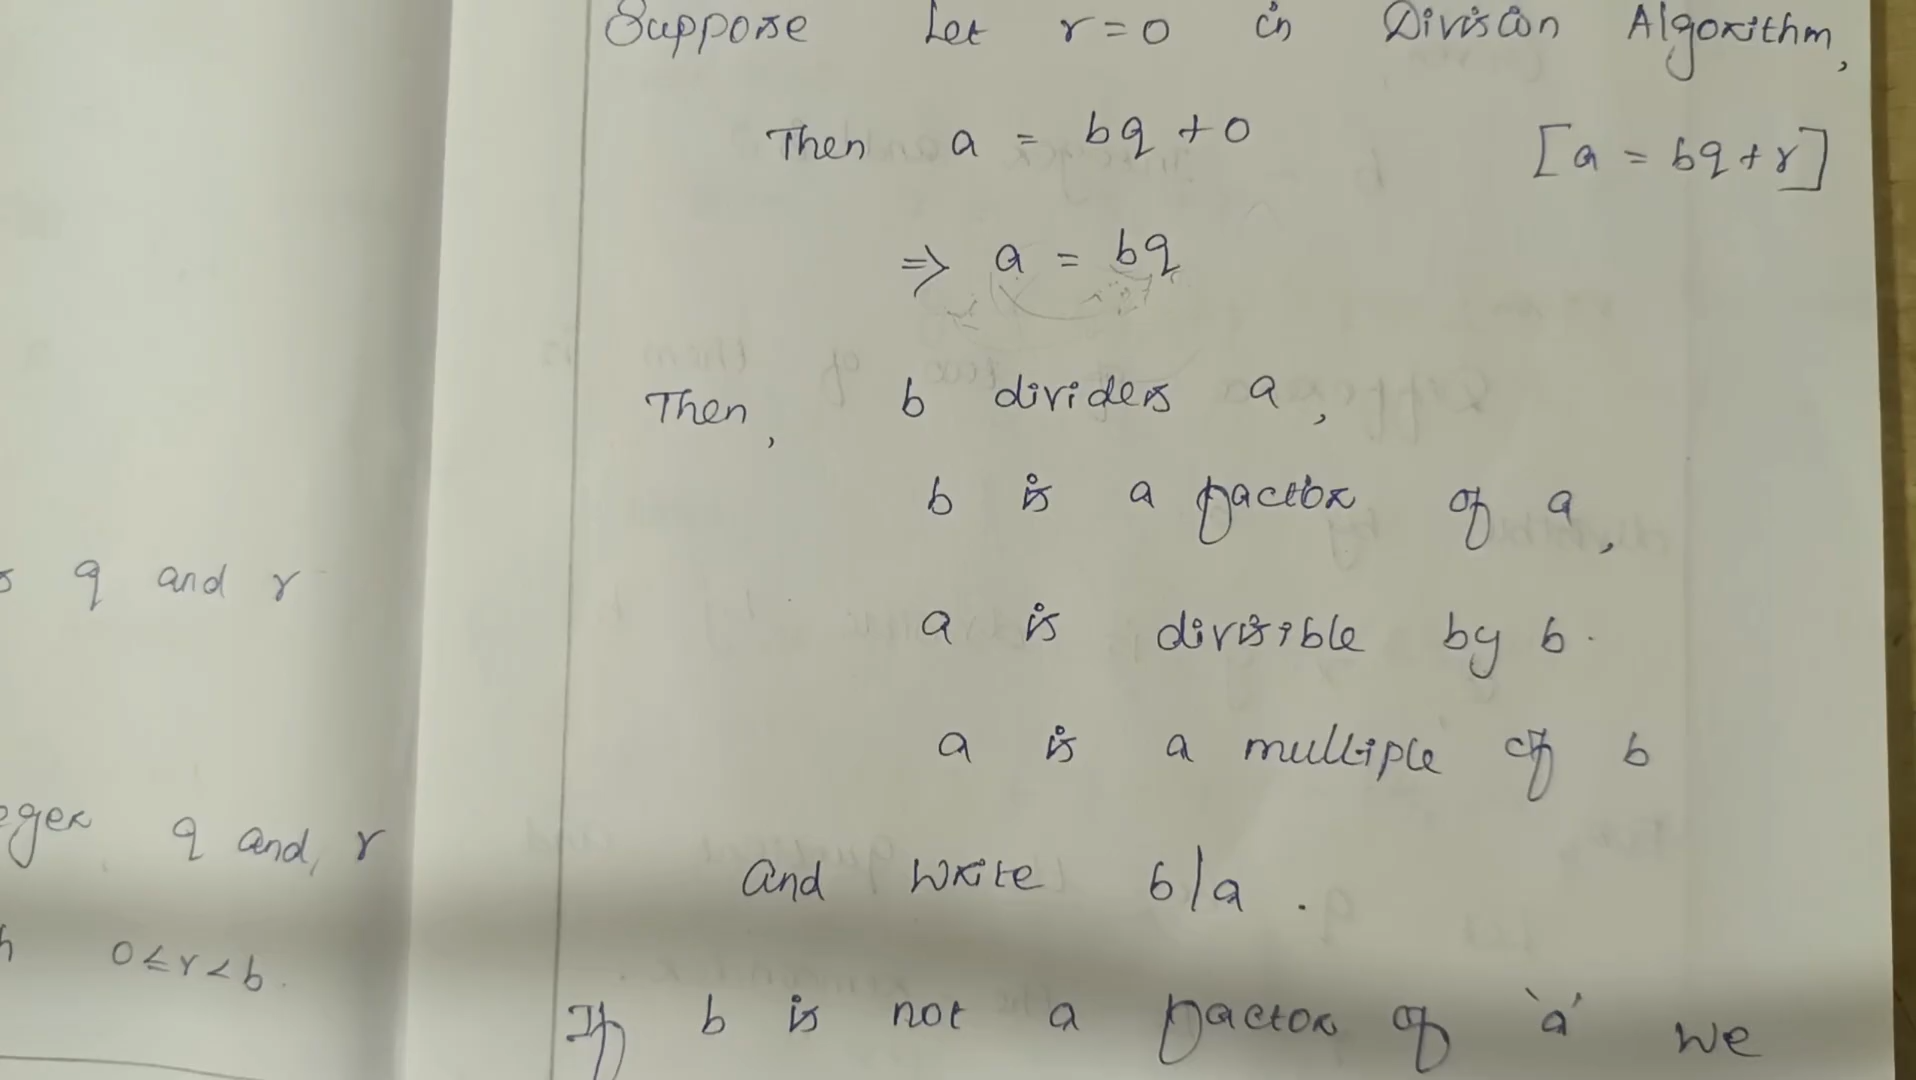 q and r
q and, r
0≤r<b.
Suppose Let r=0 in Division Algorithm,
Then a = bq +0 [a = bq+r]
⇒ a = bq
Then, b divides a,
b is a factor of a,
a is divisible by b.
a is a multiple of b
and write b/a .
If b is not a factor of 'a' we